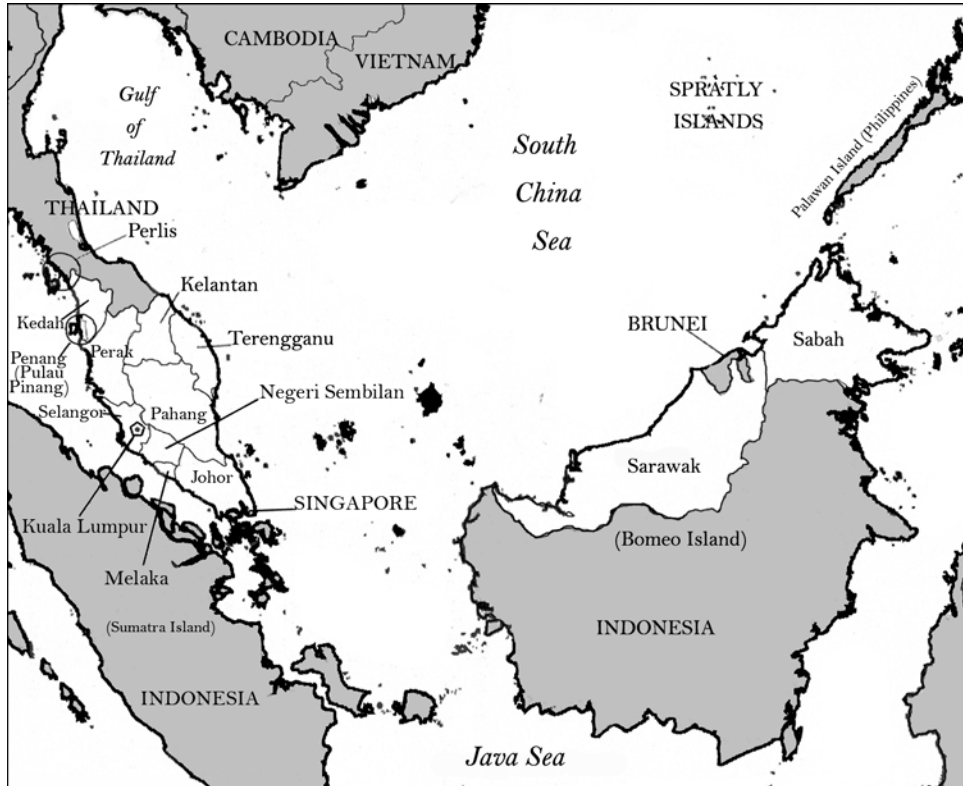 CAMBODIA
VIETNAM
Gulf
of
Thailand
SPRATLY
ISLANDS
Palawan Island (Philippines)
South
China
Sea
THAILAND
Perlis
Kelantan
Kedah
Terengganu
BRUNEI
Sabah
Penang
(Pulau
Pinang)
Perak
Negeri Sembilan
Selangor
Pahang
Johor
Sarawak
SINGAPORE
Kuala Lumpur
(Bomeo Island)
Melaka
(Sumatra Island)
INDONESIA
INDONESIA
Java Sea